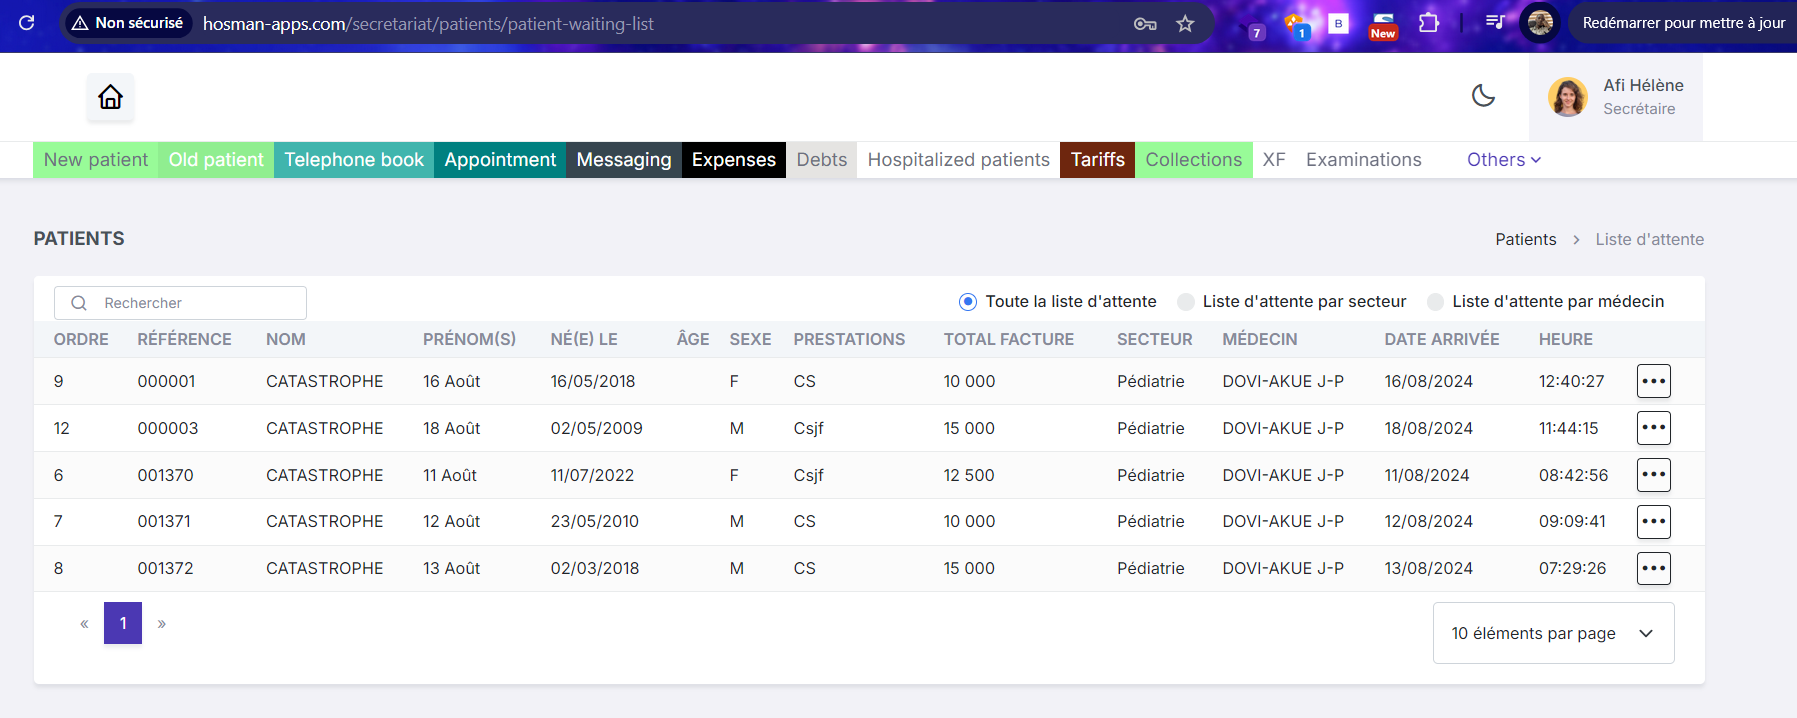 Non sécurisé hosman-apps.com/secretariat/patients/patient-waiting-list 7 1 B New Redémarrer pour mettre à jour
Afi Hélène
Secrétaire
New patient Old patient Telephone book Appointment Messaging Expenses Debts Hospitalized patients Tariffs Collections XF Examinations Others
PATIENTS Patients > Liste d'attente
Rechercher Toute la liste d'attente Liste d'attente par secteur Liste d'attente par médecin
ORDRE RÉFÉRENCE NOM PRÉNOM(S) NÉ(E) LE ÂGE SEXE PRESTATIONS TOTAL FACTURE SECTEUR MÉDECIN DATE ARRIVÉE HEURE
9 000001 CATASTROPHE 16 Août 16/05/2018 F CS 10 000 Pédiatrie DOVI-AKUE J-P 16/08/2024 12:40:27
12 000003 CATASTROPHE 18 Août 02/05/2009 M Csjf 15 000 Pédiatrie DOVI-AKUE J-P 18/08/2024 11:44:15
6 001370 CATASTROPHE 11 Août 11/07/2022 F Csjf 12 500 Pédiatrie DOVI-AKUE J-P 11/08/2024 08:42:56
7 001371 CATASTROPHE 12 Août 23/05/2010 M CS 10 000 Pédiatrie DOVI-AKUE J-P 12/08/2024 09:09:41
8 001372 CATASTROPHE 13 Août 02/03/2018 M CS 15 000 Pédiatrie DOVI-AKUE J-P 13/08/2024 07:29:26
« 1 » 10 éléments par page